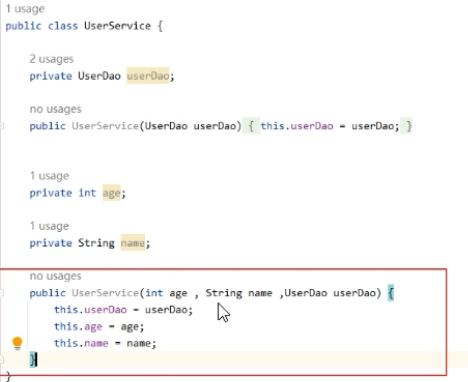 1 usage
public class UserService {
2 usages
private UserDao userDao;
no usages
public UserService(UserDao userDao) { this.userDao = userDao; }
1 usage
private int age;
1 usage
private String name;
no usages
public UserService(int age , String name ,UserDao userDao) {
this.userDao = userDao;
this.age = age;
this.name = name;
}
}